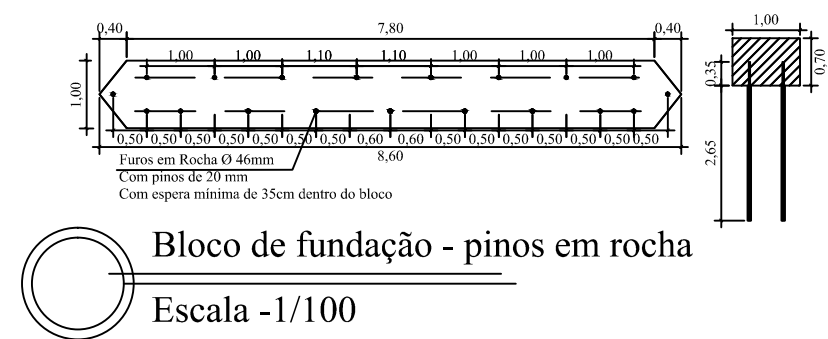 0,40 7,80 0,40
1,00 1,00 1,10 1,10 1,00 1,00 1,00
1,00
0,50 0,50 0,50 0,50 0,50 0,50 0,50 0,60 0,60 0,50 0,50 0,50 0,50 0,50 0,50 0,50
8,60
Furos em Rocha Ø 46mm
Com pinos de 20 mm
Com espera mínima de 35cm dentro do bloco
1,00
0,35
0,70
2,65
Bloco de fundação - pinos em rocha
Escala -1/100